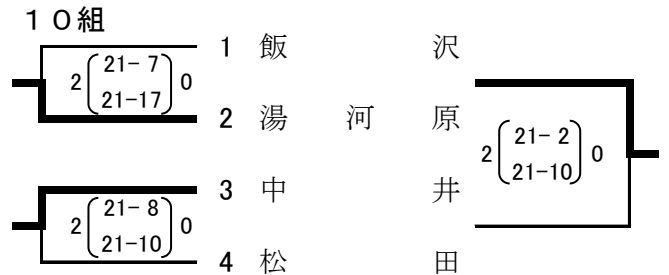 10組
1 飯 沢
2 (21-7 21-17) 0
2 湯 河 原
2 (21-2 21-10) 0
3 中 井
2 (21-8 21-10) 0
4 松 田